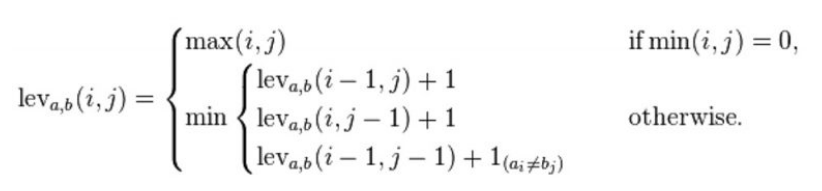 lev_{a,b}(i, j) = { max(i, j) if min(i, j) = 0,
min { lev_{a,b}(i − 1, j) + 1
lev_{a,b}(i, j − 1) + 1 otherwise.
lev_{a,b}(i − 1, j − 1) + 1_{(a_i≠b_j)}